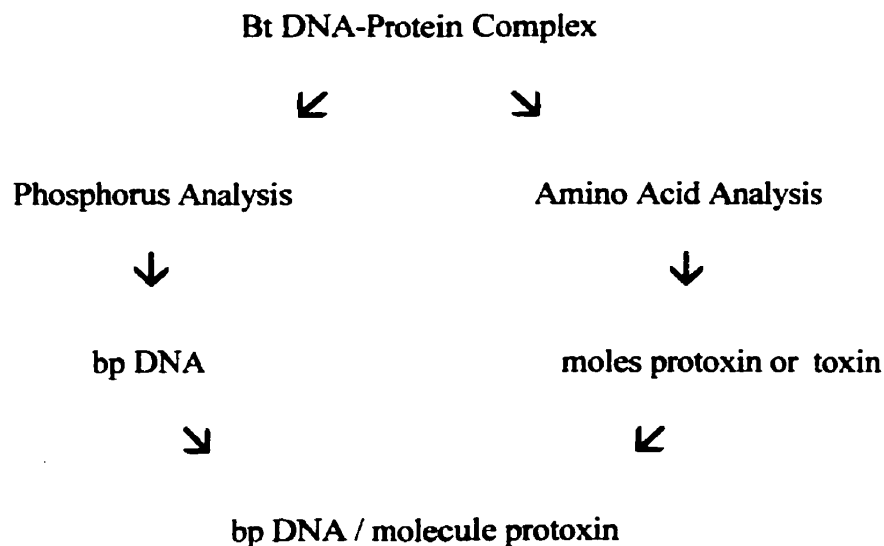 Bt DNA-Protein Complex
Phosphorus Analysis Amino Acid Analysis
bp DNA moles protoxin or toxin
bp DNA / molecule protoxin